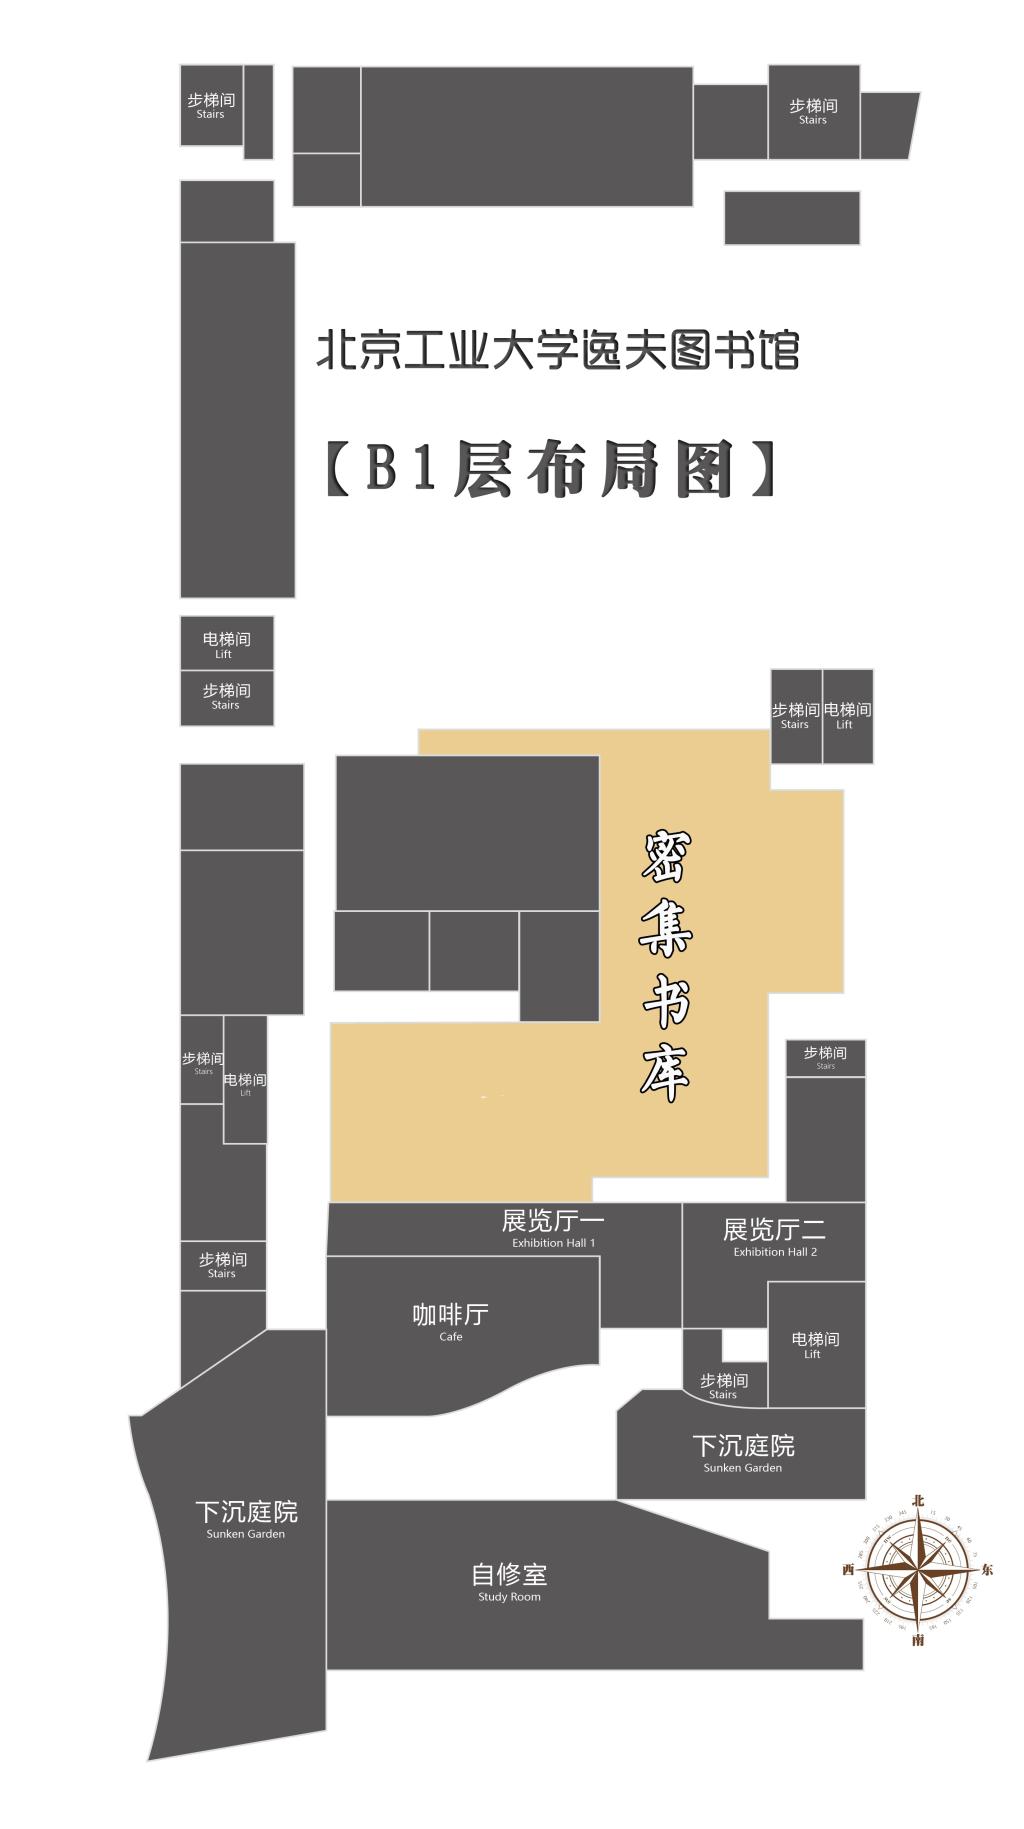 步梯间
Stairs
步梯间
Stairs
北京工业大学逸夫图书馆
【B1层布局图】
电梯间
Lift
步梯间
Stairs
步梯间
Stairs
电梯间
Lift
密集书库
步梯间
Stairs
电梯间
Lift
步梯间
Stairs
展览厅一
Exhibition Hall 1
展览厅二
Exhibition Hall 2
步梯间
Stairs
咖啡厅
Cafe
电梯间
Lift
步梯间
Stairs
下沉庭院
Sunken Garden
下沉庭院
Sunken Garden
自修室
Study Room
北
西
东
南